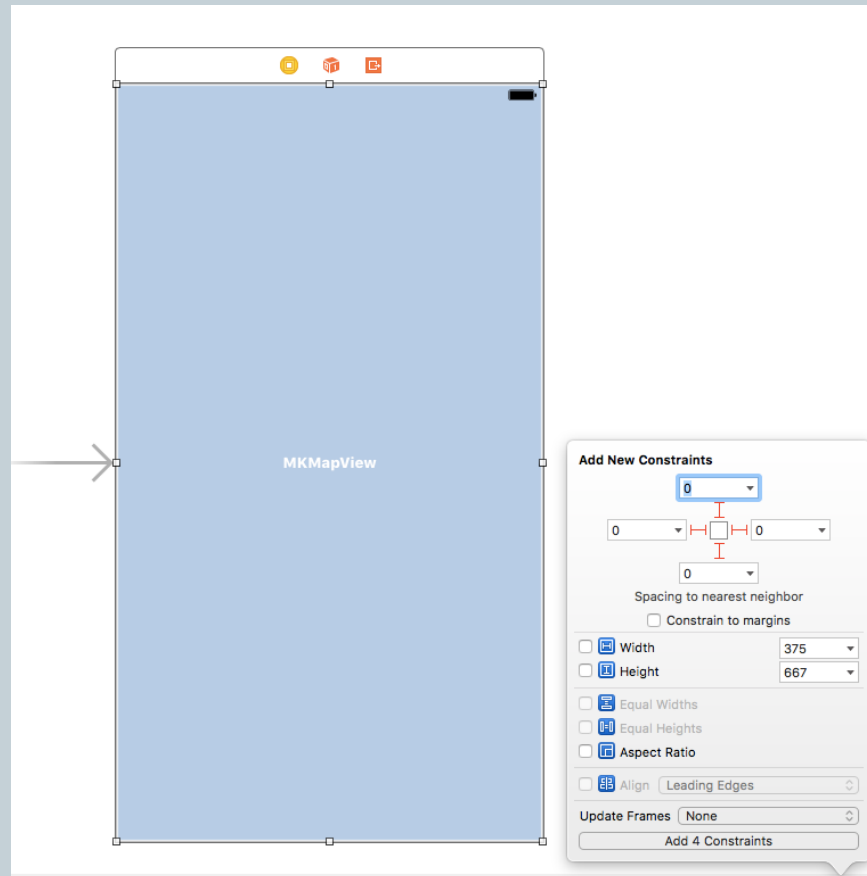 MKMapView
Add New Constraints
0
0 0
0
Spacing to nearest neighbor
Constrain to margins
Width 375
Height 667
Equal Widths
Equal Heights
Aspect Ratio
Align Leading Edges
Update Frames None
Add 4 Constraints